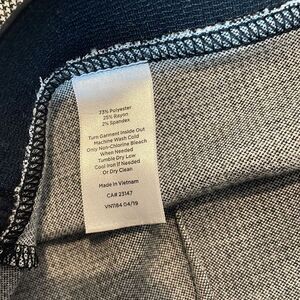 73% Polyester
25% Rayon
2% Spandex
Turn Garment Inside Out
Machine Wash Cold
Only Non-Chlorine Bleach
When Needed
Tumble Dry Low
Cool Iron If Needed
Or Dry Clean
Made in Vietnam
CA# 23147
VN1184 04/19